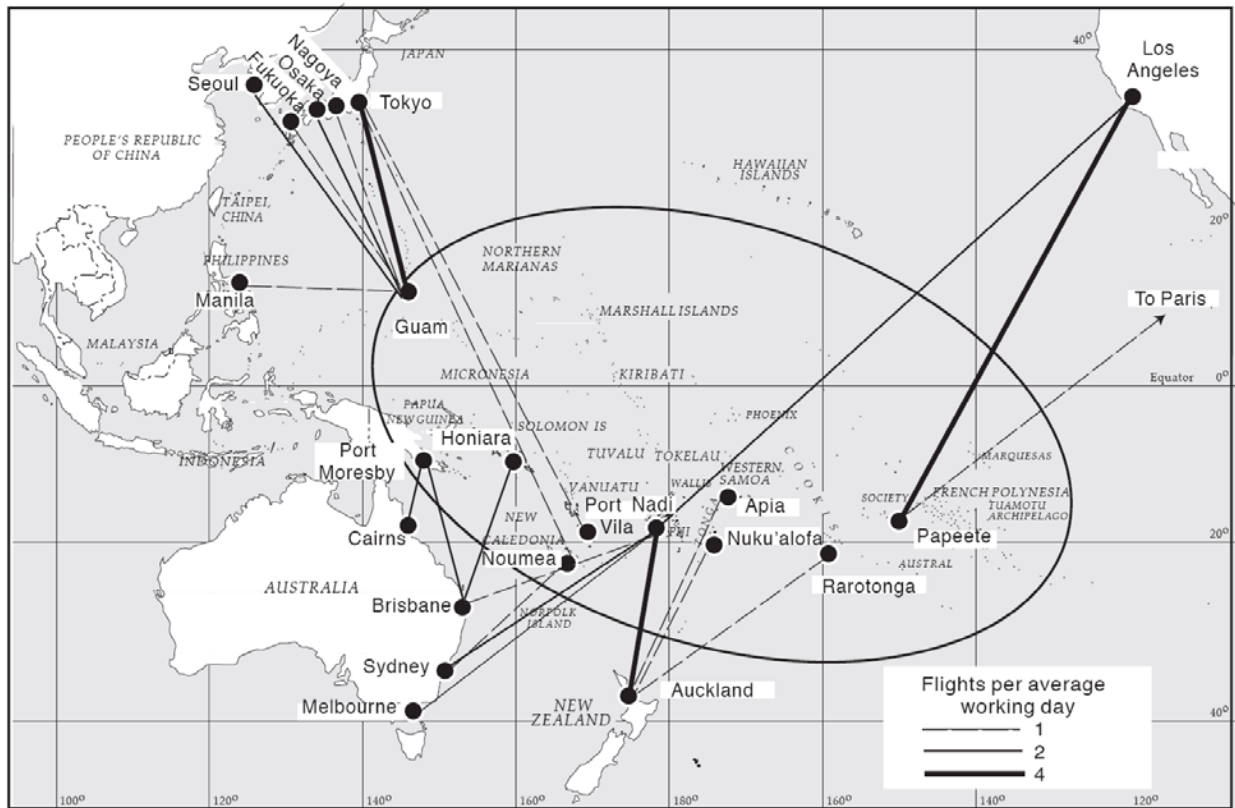 JAPAN
40°
Los
Angeles
Nagoya
Osaka
Fukuoka
Seoul
Tokyo
PEOPLE'S REPUBLIC
OF CHINA
HAWAIIAN
ISLANDS
TAIPEI,
CHINA
20°
PHILIPPINES
Manila
NORTHERN
MARIANAS
To Paris
Guam
MARSHALL ISLANDS
MALAYSIA
MICRONESIA
KIRIBATI
Equator
0°
PAPUA
NEW GUINEA
Honiara
SOLOMON IS
PHOENIX
Port
Moresby
INDONESIA
TUVALU
TOKELAU
MARQUESAS
WALLIS
WESTERN
SAMOA
COOK IS
VANUATU
Port
Vila
Nadi
FIJI
TONGA
Apia
SOCIETY
FRENCH POLYNESIA
TUAMOTU
ARCHIPELAGO
Cairns
NEW
CALEDONIA
Noumea
Nuku'alofa
Papeete
20°
AUSTRALIA
Rarotonga
AUSTRAL
Brisbane
NORFOLK
ISLAND
Sydney
Melbourne
Auckland
NEW
ZEALAND
Flights per average
working day
1
2
4
40°
100°
120°
140°
160°
180°
160°
140°
120°